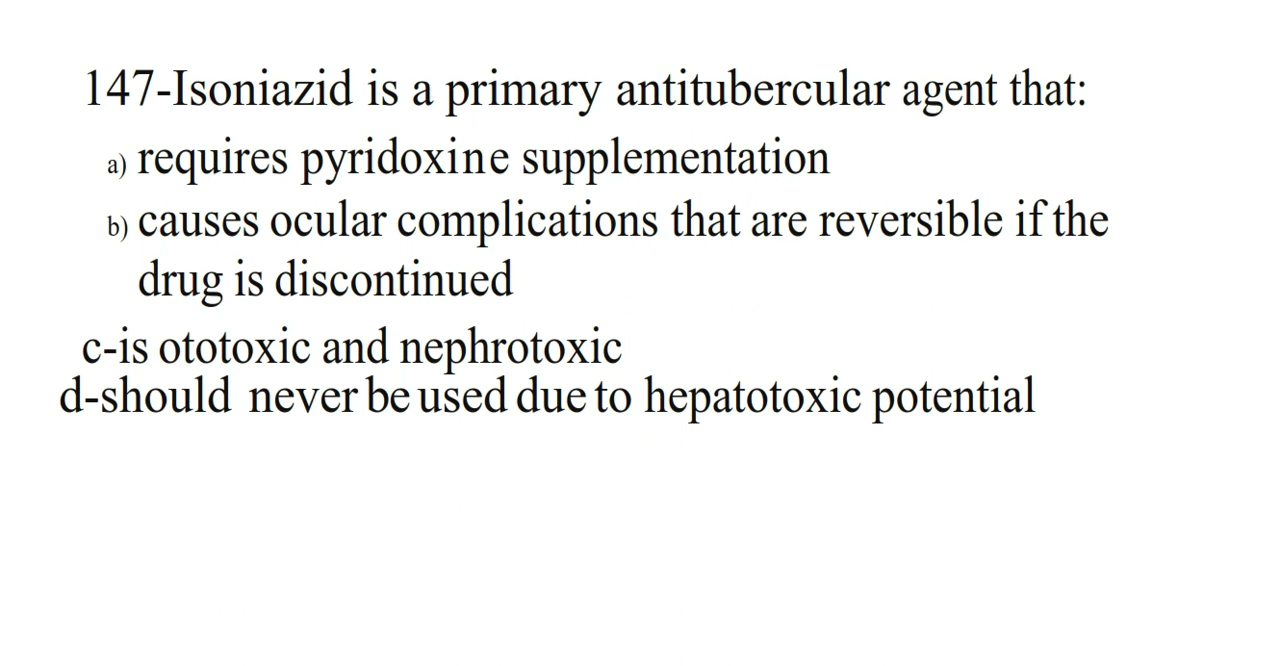 147-Isoniazid is a primary antitubercular agent that:
a) requires pyridoxine supplementation
b) causes ocular complications that are reversible if the
drug is discontinued
c-is ototoxic and nephrotoxic
d-should never be used due to hepatotoxic potential